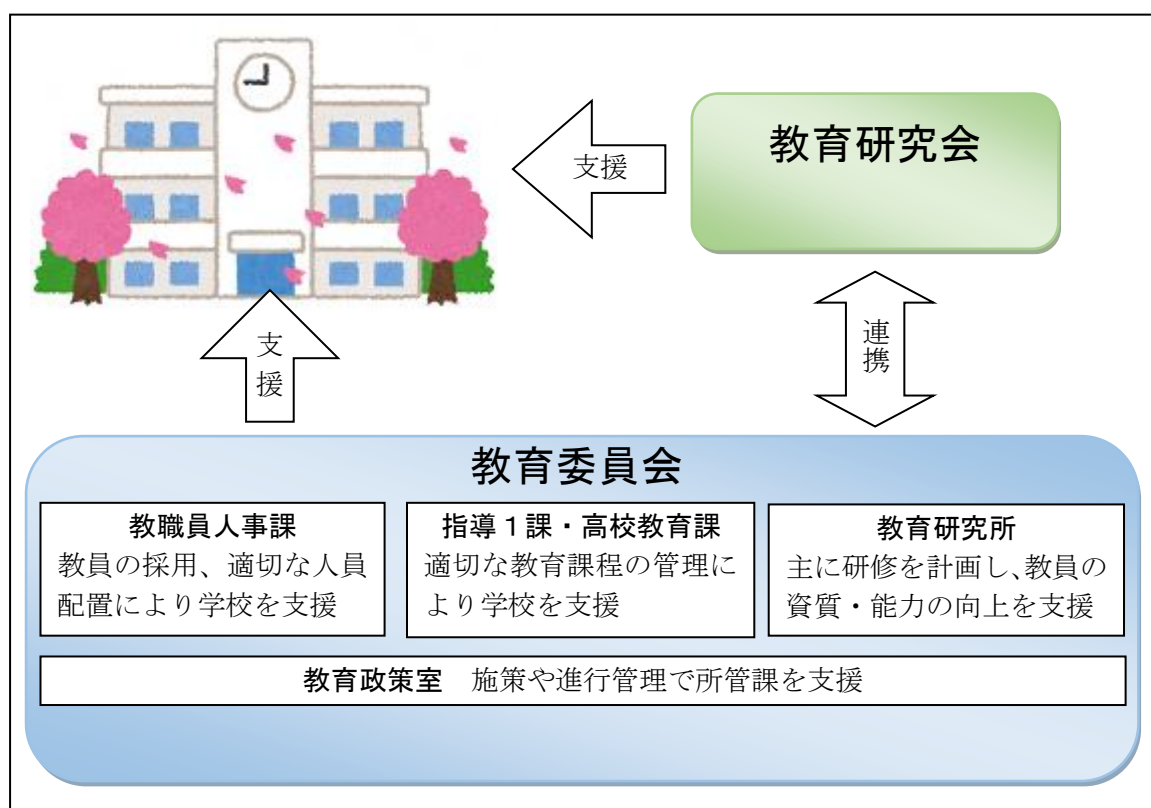 教育研究会
支援
連携
支援
教育委員会
教職員人事課
教員の採用、適切な人員
配置により学校を支援
指導1課・高校教育課
適切な教育課程の管理に
より学校を支援
教育研究所
主に研修を計画し、教員の
資質・能力の向上を支援
教育政策室 施策や進行管理で所管課を支援